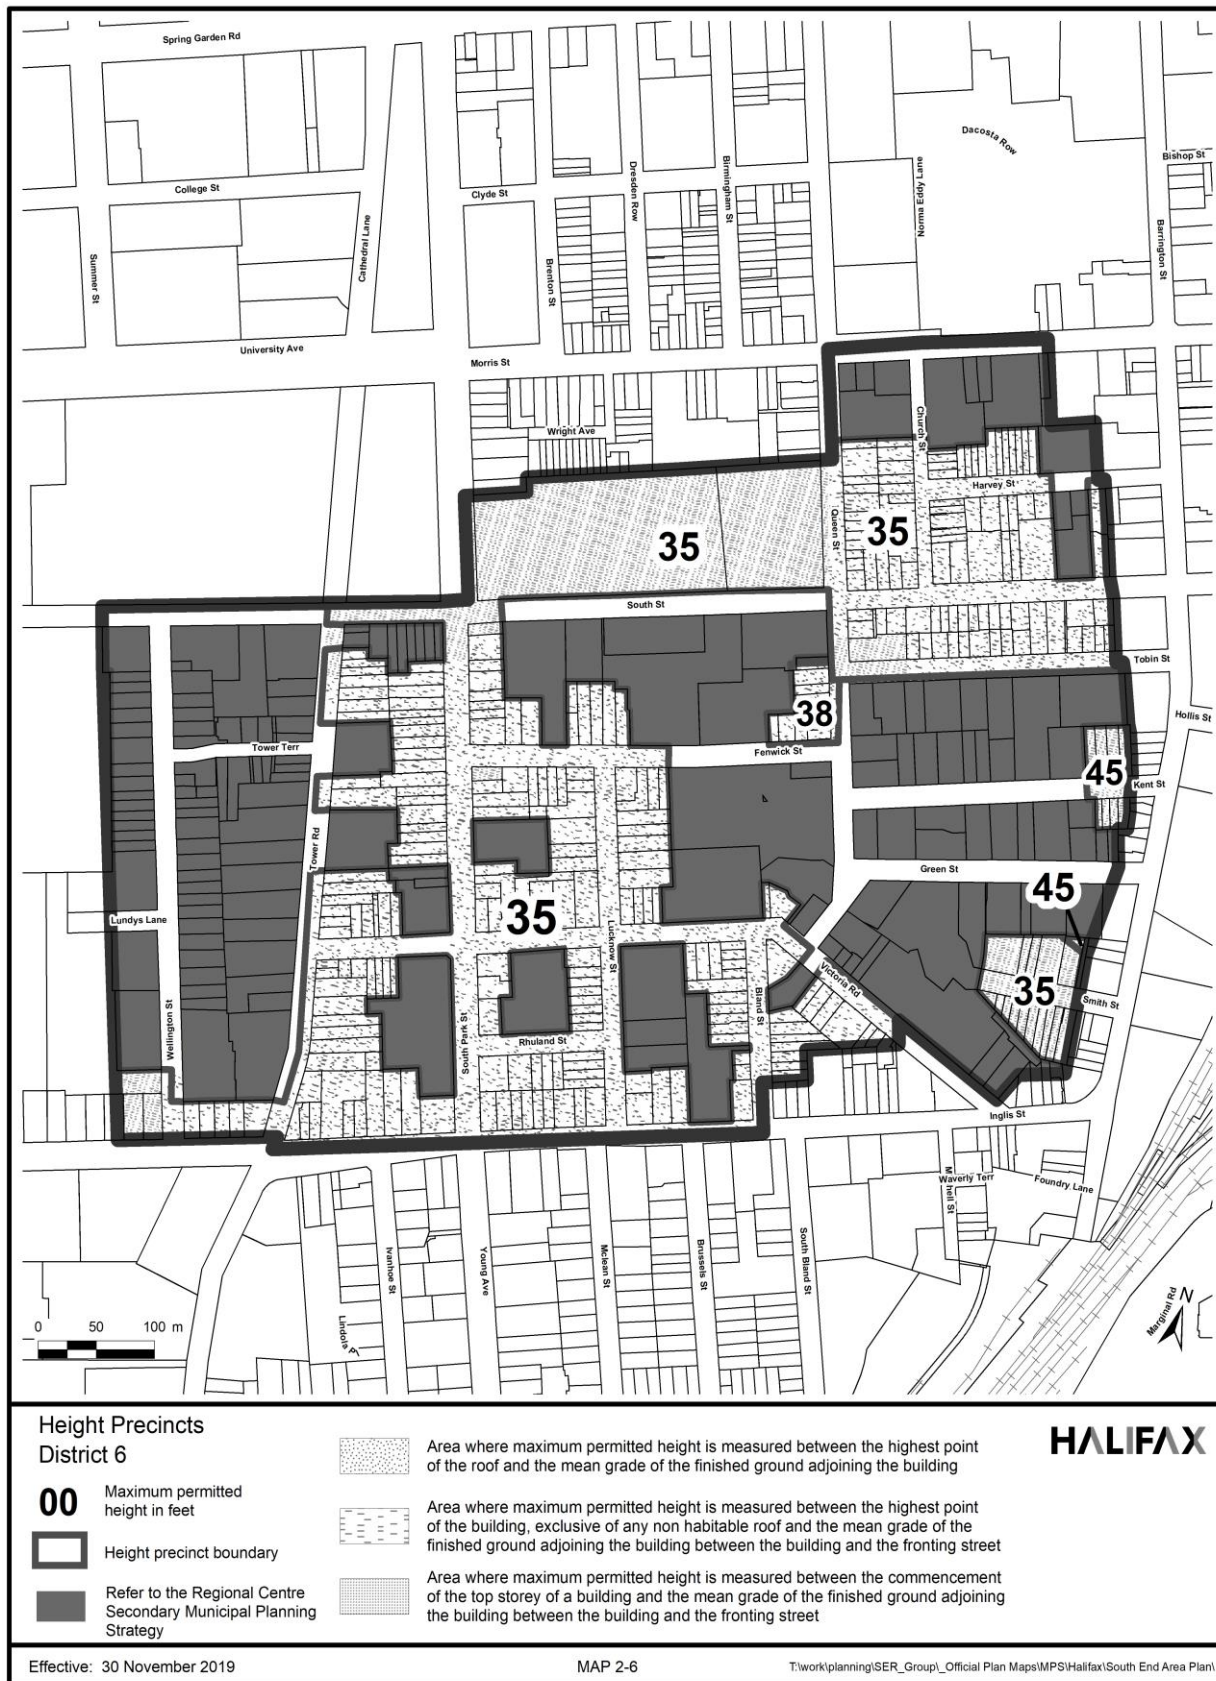 Spring Garden Rd
Dacosta Row
Bishop St
College St
Clyde St
Dresden Row
Birmingham St
Norma Eddy Lane
Barrington St
Summer St
Cathedral Lane
Brenton St
University Ave
Morris St
Wright Ave
Church St
Harvey St
Queen St
35
35
South St
Tobin St
38
Hollis St
Tower Terr
Fenwick St
45
Kent St
Tower Rd
Green St
45
Lundys Lane
35
Lucknow St
Victoria Rd
35
Smith St
Wellington St
South Park St
Rhuland St
Bland St
Inglis St
Waverly Terr
Mitchell St
Foundry Lane
Ivanhoe St
Young Ave
Mclean St
Brussels St
South Bland St
Lindola Pl
Marginal Rd
N
0 50 100 m
Height Precincts
District 6
00 Maximum permitted
height in feet
Height precinct boundary
Refer to the Regional Centre
Secondary Municipal Planning
Strategy
Area where maximum permitted height is measured between the highest point
of the roof and the mean grade of the finished ground adjoining the building
Area where maximum permitted height is measured between the highest point
of the building, exclusive of any non habitable roof and the mean grade of the
finished ground adjoining the building between the building and the fronting street
Area where maximum permitted height is measured between the commencement
of the top storey of a building and the mean grade of the finished ground adjoining
the building between the building and the fronting street
HALIFAX
Effective: 30 November 2019
MAP 2-6
T:\work\planning\SER_Group\_Official Plan Maps\MPS\Halifax\South End Area Plan\